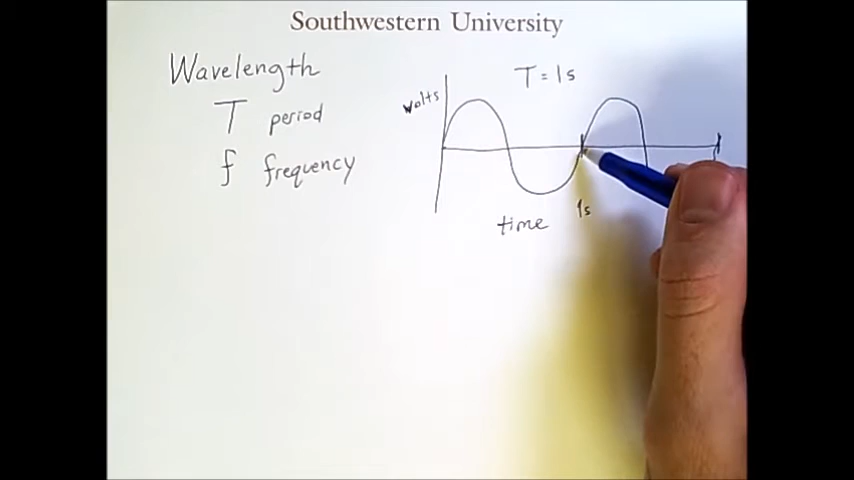 Southwestern University
Wavelength
T period
f frequency
volts
T = 1s
1s
time